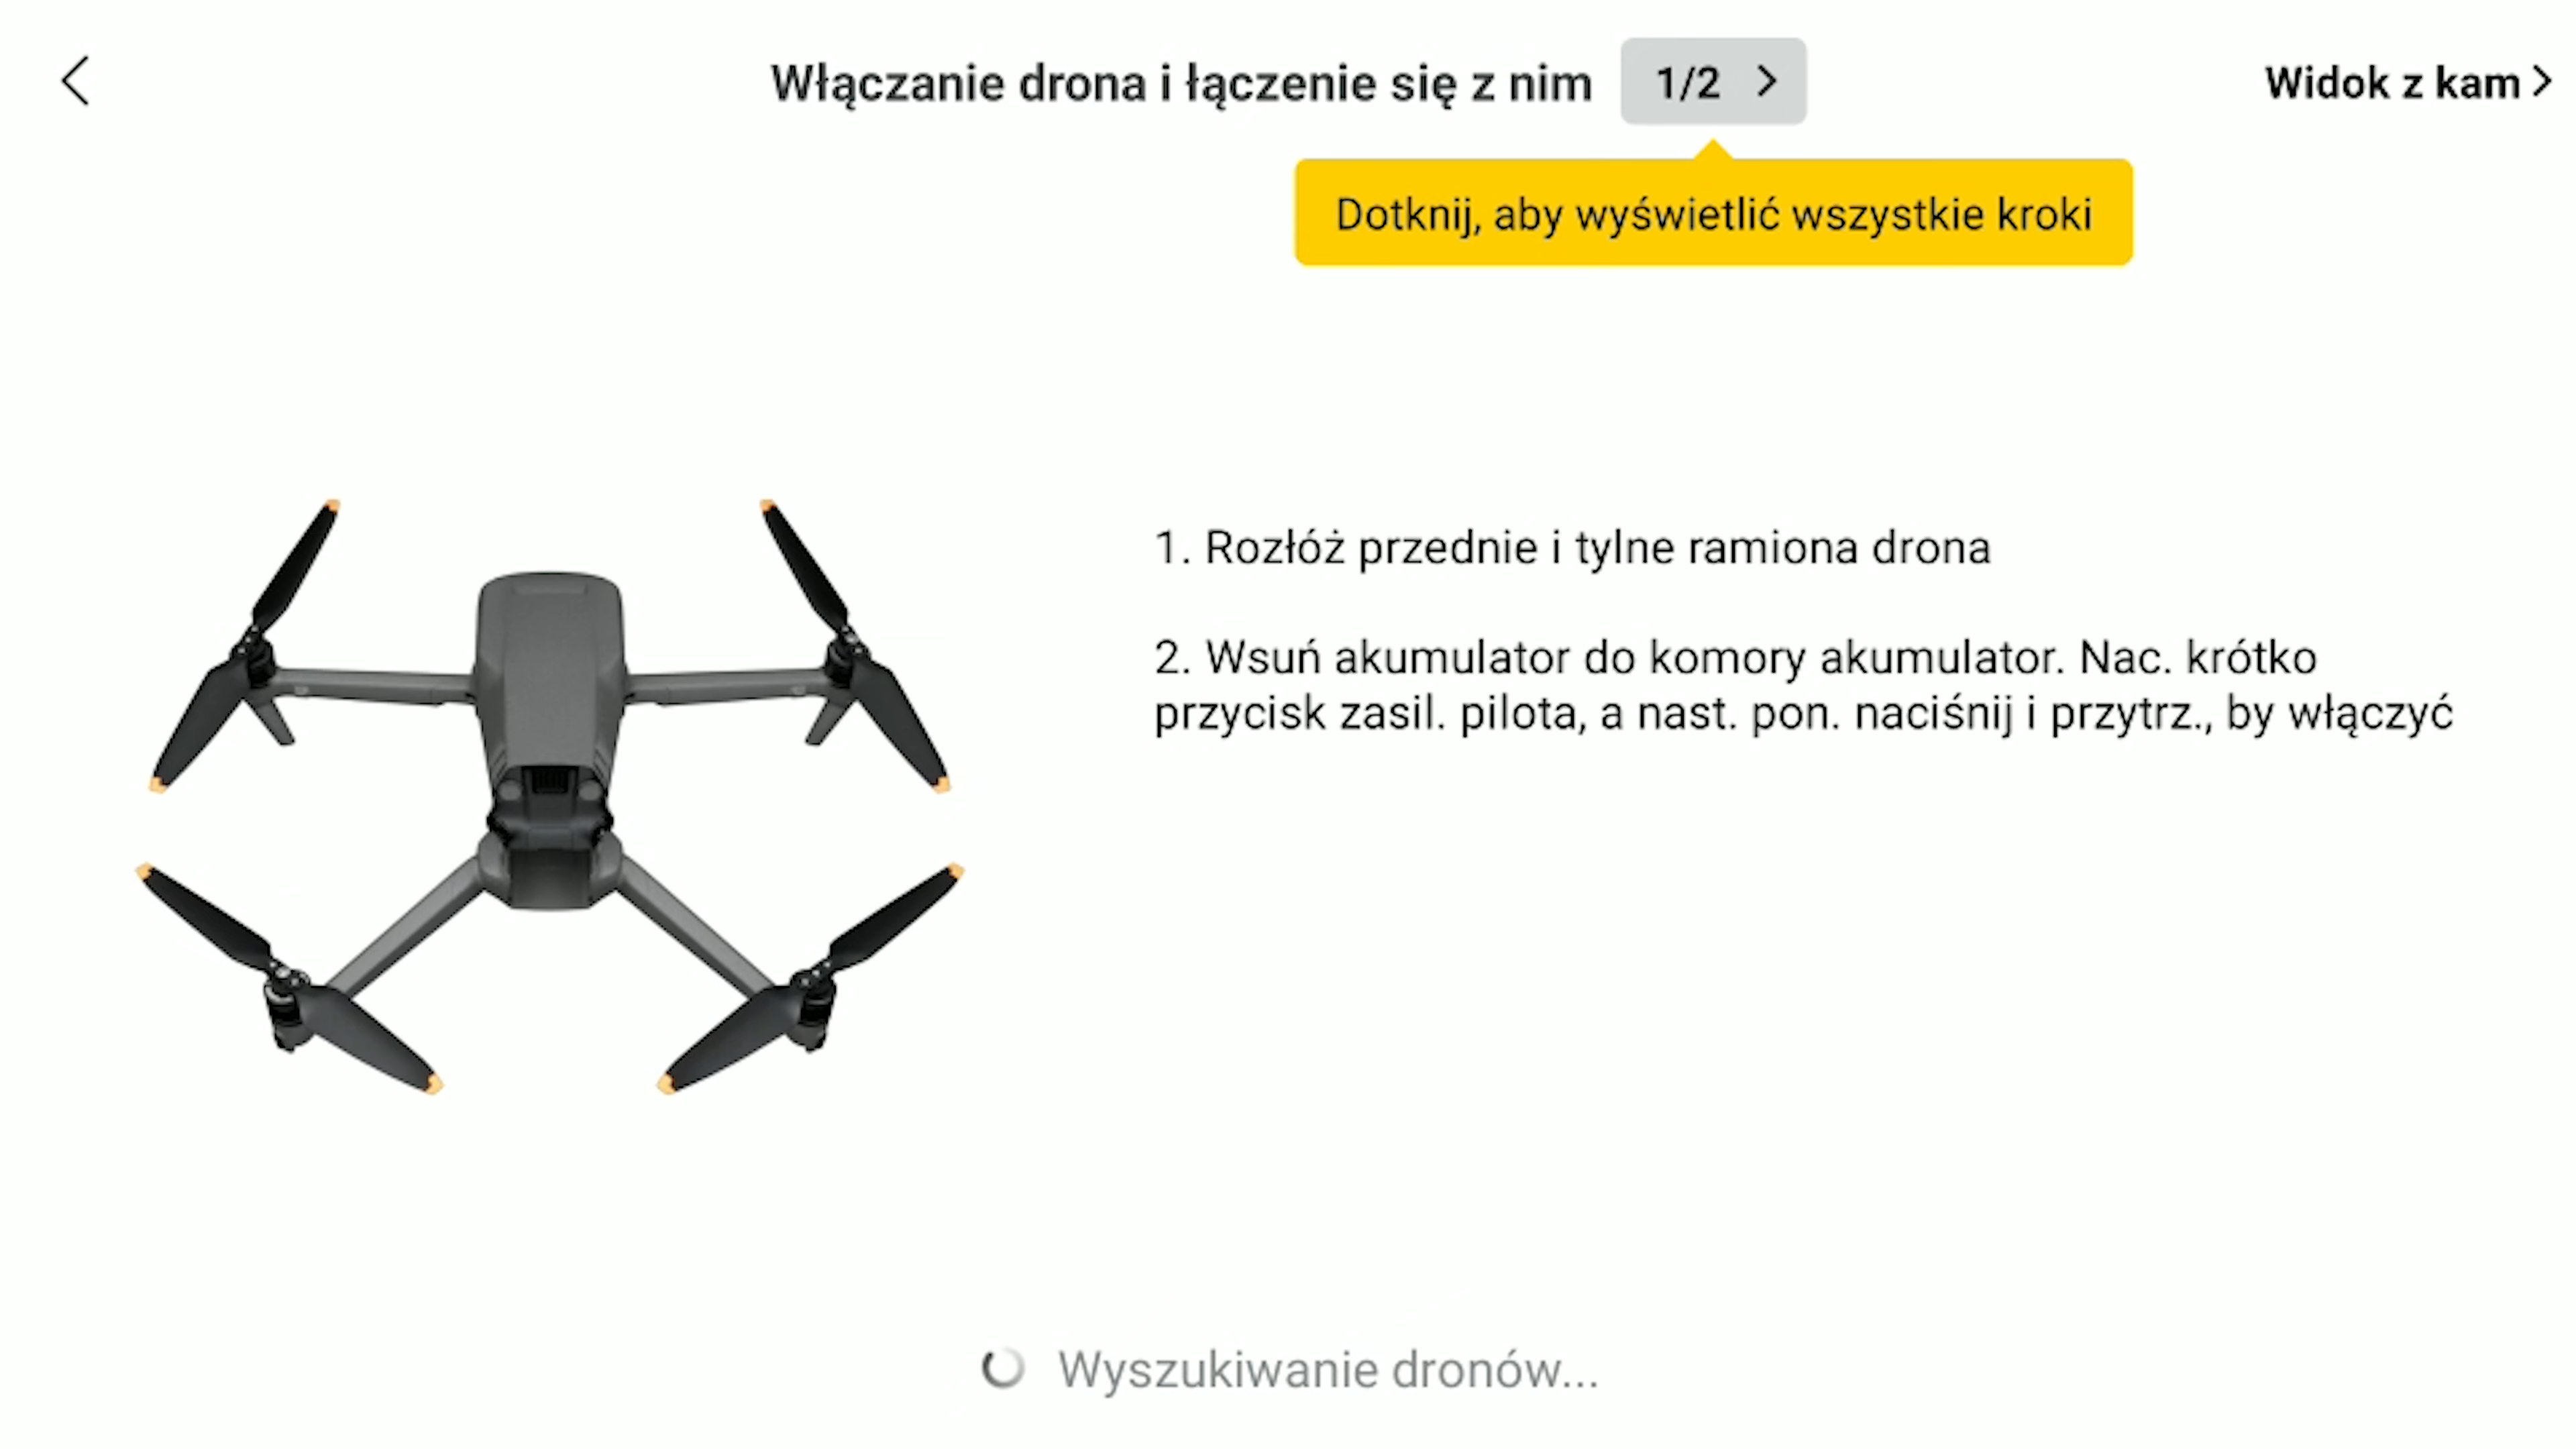 Włączanie drona i łączenie się z nim
1/2
Widok z kam
Dotknij, aby wyświetlić wszystkie kroki
1. Rozłóż przednie i tylne ramiona drona
2. Wsuń akumulator do komory akumulator. Nac. krótko
przycisk zasil. pilota, a nast. pon. naciśnij i przytrz., by włączyć
Wyszukiwanie dronów...